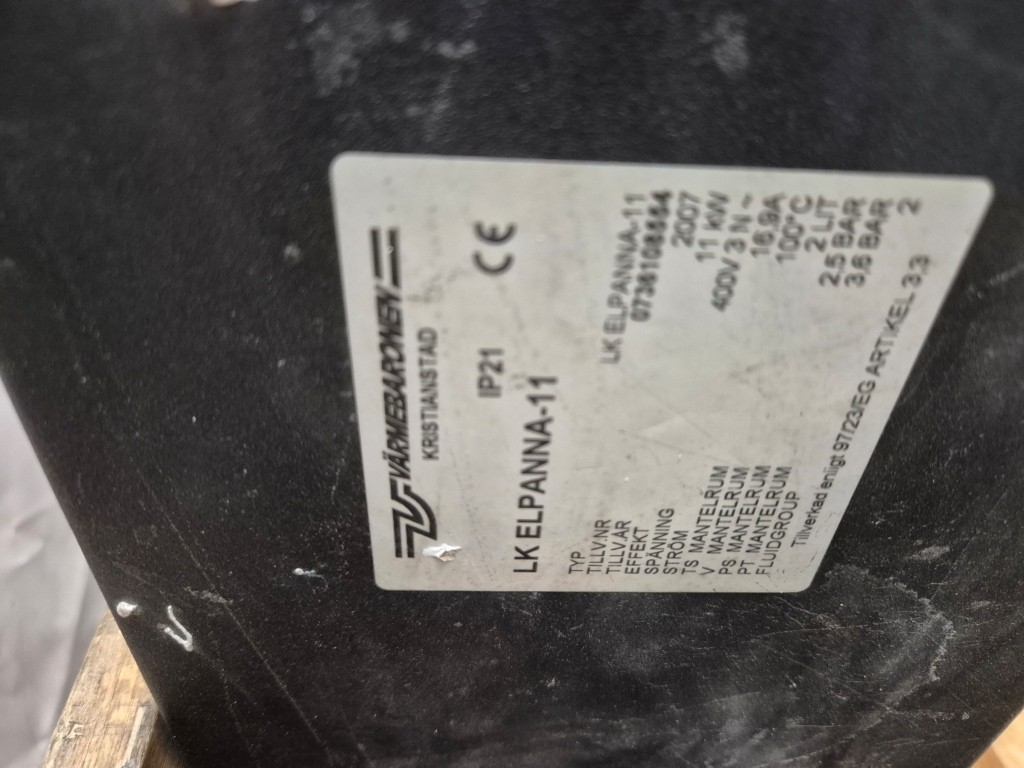 VÄRMEBARONEN
KRISTIANSTAD
IP21 CE
LK ELPANNA-11
TYP LK ELPANNA-11
TILLV.NR
TILLV.ÅR 2007
EFFEKT 11 kW
SPÄNNING 400V 3 N ~
STRÖM 16,9A
TS MANTELRUM 100°C
V MANTELRUM 2 LIT
PS MANTELRUM 2,5 BAR
PT MANTELRUM 3,6 BAR
FLUIDGROUP 2
Tillverkad enligt 97/23/EG ARTIKEL 3.3